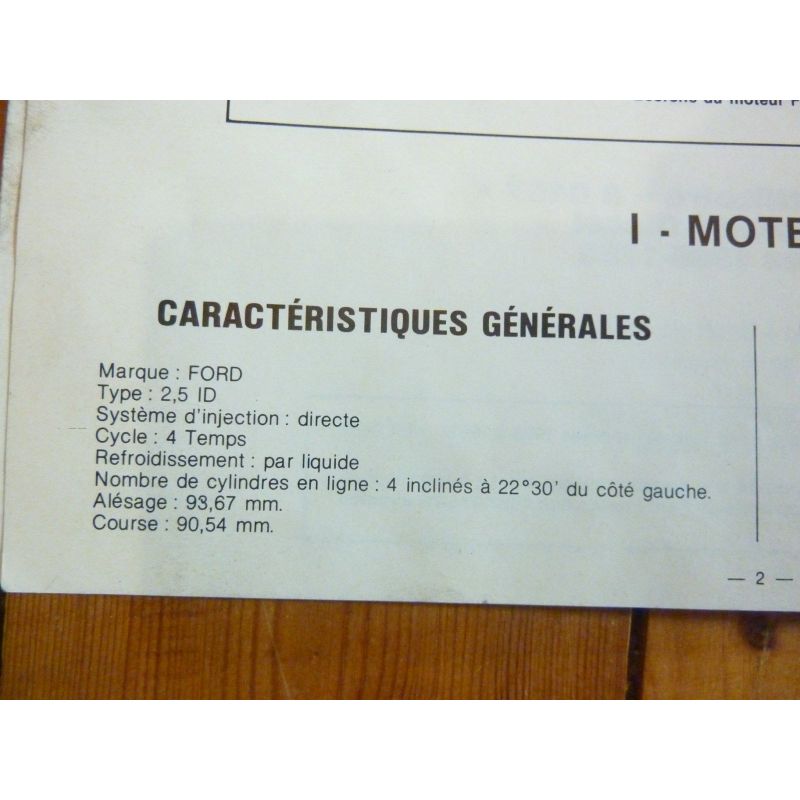 du moteur F
I - MOTE
CARACTÉRISTIQUES GÉNÉRALES
Marque : FORD
Type : 2,5 ID
Système d'injection : directe
Cycle : 4 Temps
Refroidissement : par liquide
Nombre de cylindres en ligne : 4 inclinés à 22°30' du côté gauche.
Alésage : 93,67 mm.
Course : 90,54 mm.
— 2 —